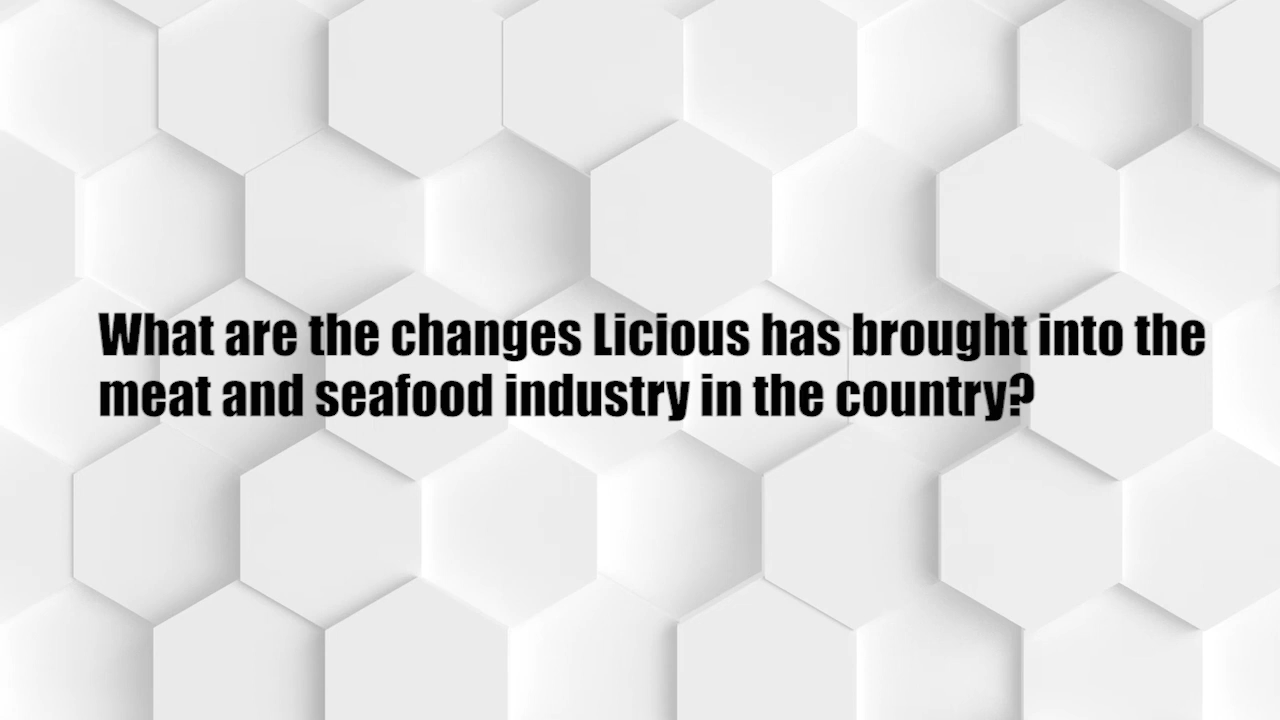 What are the changes Licious has brought into the
meat and seafood industry in the country?